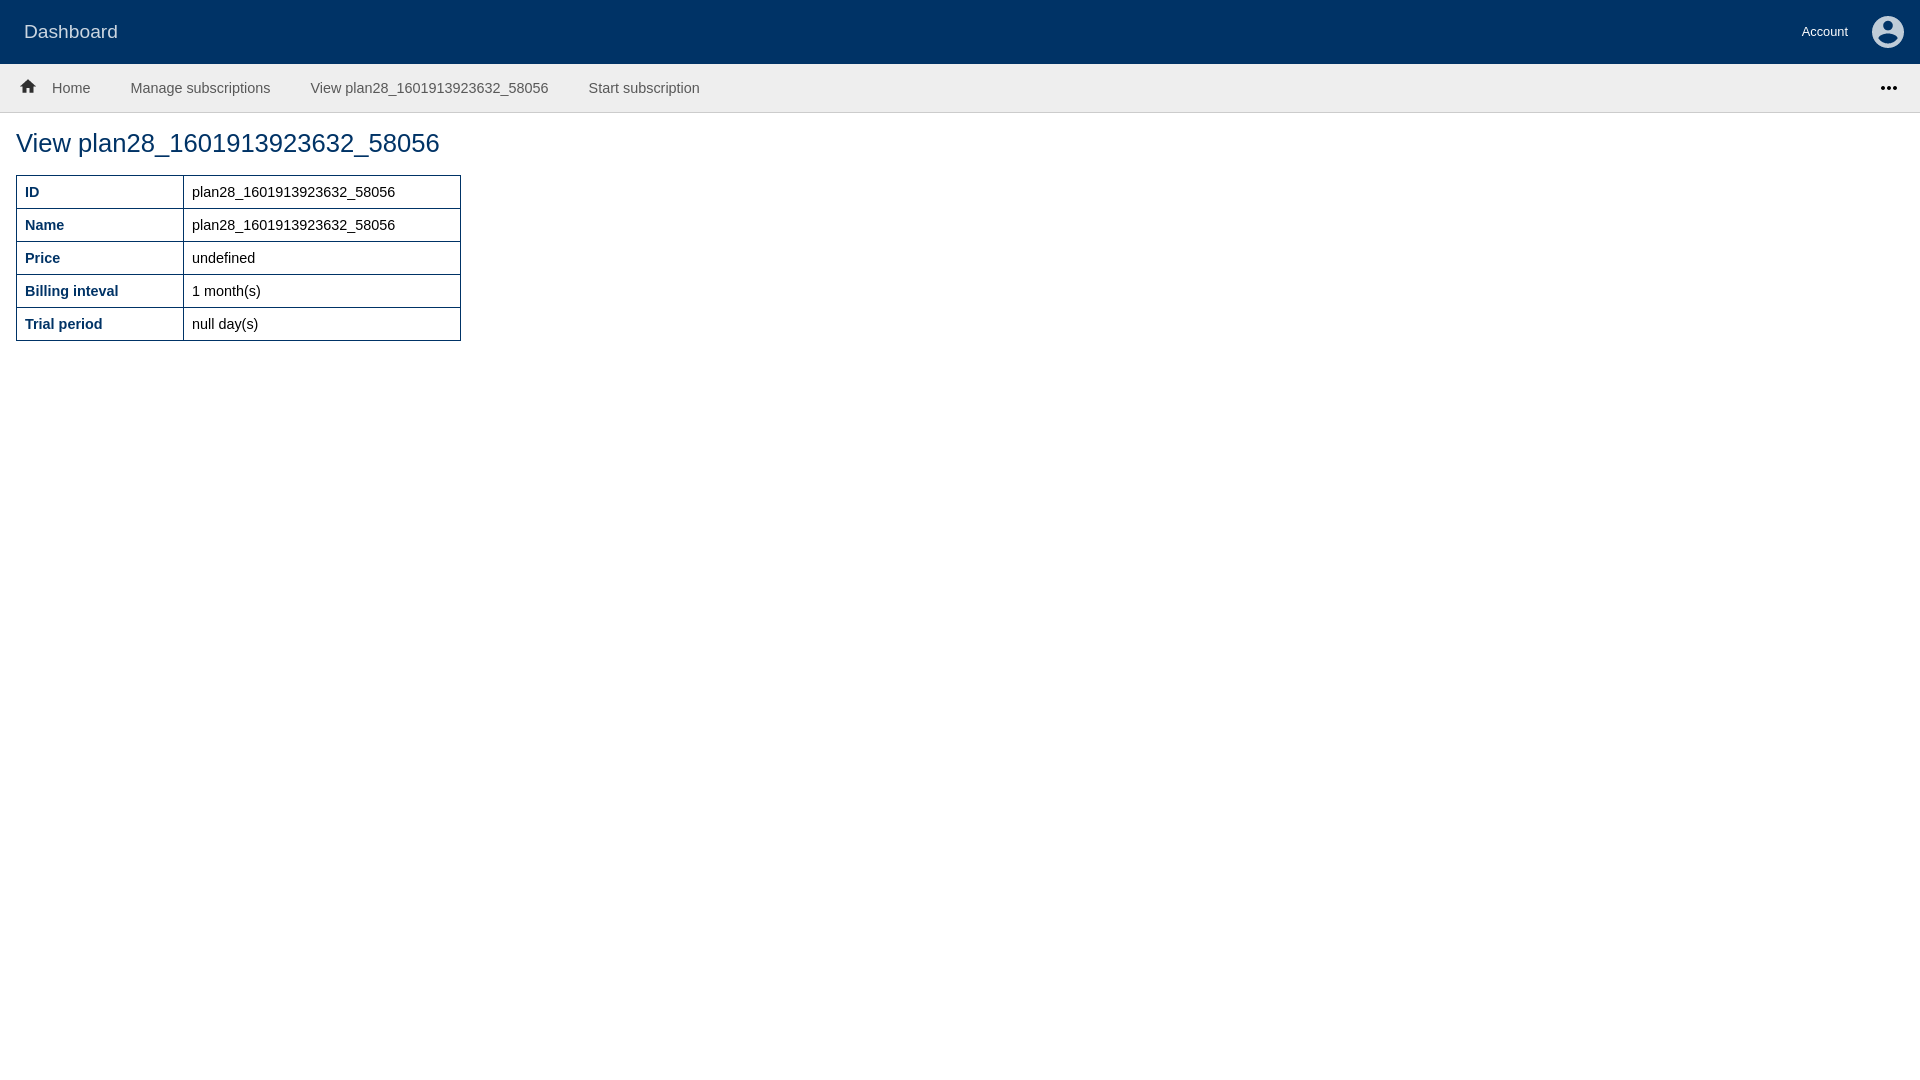 Dashboard
Account
Home Manage subscriptions View plan28_1601913923632_58056 Start subscription
View plan28_1601913923632_58056
ID plan28_1601913923632_58056
Name plan28_1601913923632_58056
Price undefined
Billing inteval 1 month(s)
Trial period null day(s)